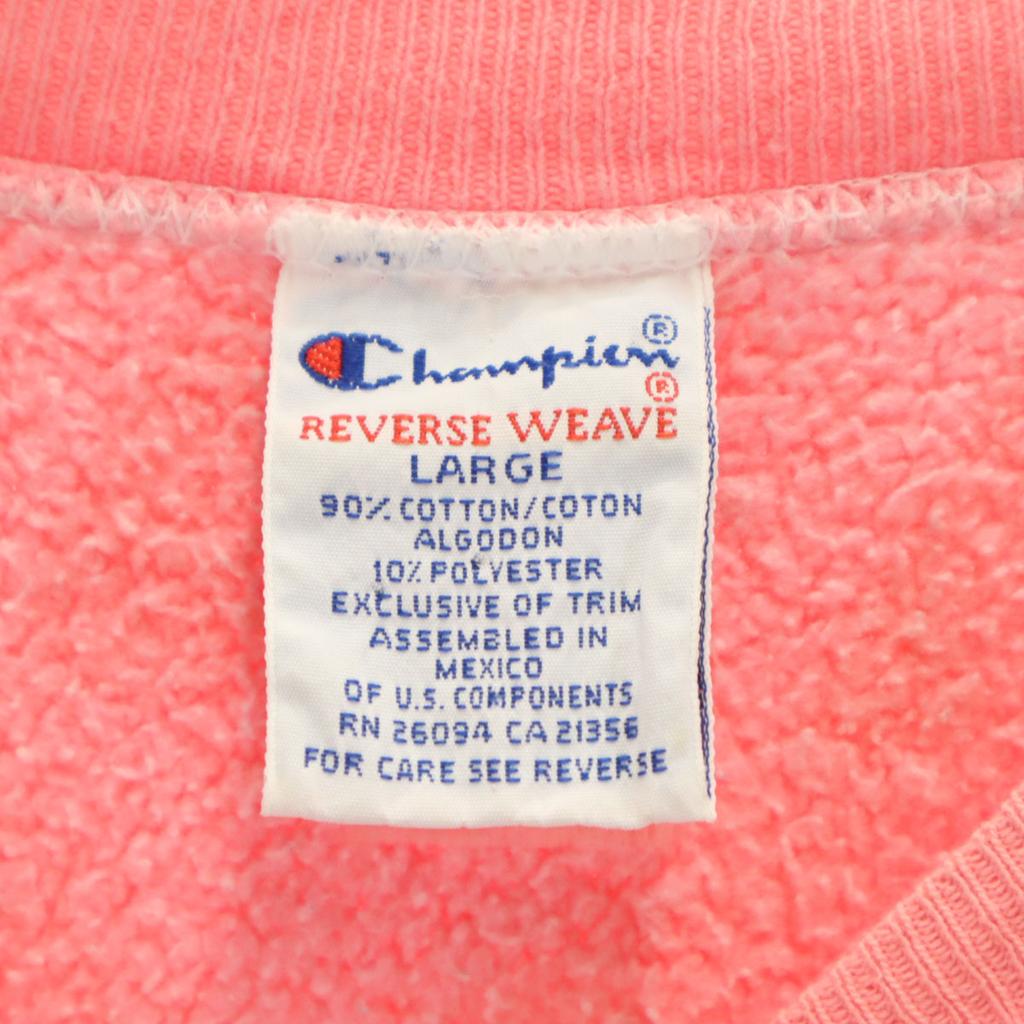 Champion®
®
REVERSE WEAVE
LARGE
90% COTTON/COTON
ALGODON
10% POLYESTER
EXCLUSIVE OF TRIM
ASSEMBLED IN
MEXICO
OF U.S. COMPONENTS
RN 26094 CA 21356
FOR CARE SEE REVERSE